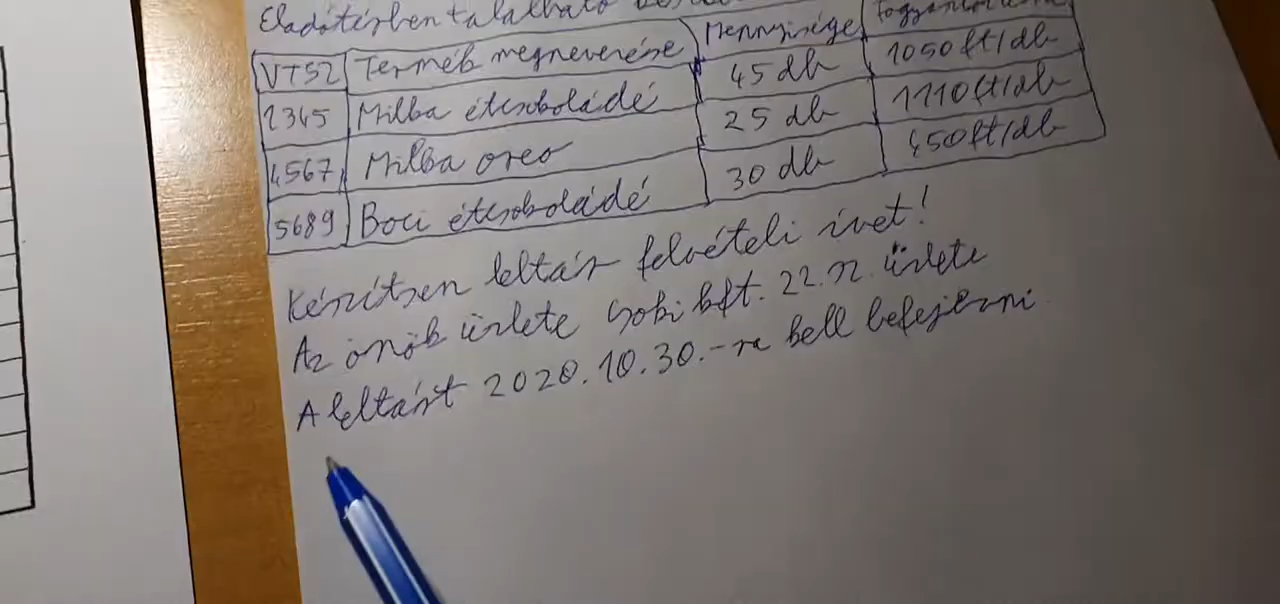 Eladótérben található
VTSZ Termék megnevezése Mennyisége
1345 Milka étcsokoládé 45 db 1050 ft/db
4567 Milka oreo 25 db 1110 ft/db
5689 Boci étcsokoládé 30 db 450 ft/db
Készítsen leltár felvételi ívet!
Az önök üzlete Csoki kft. 22. sz. üzlete
A leltárt 2020.10.30.-ra kell befejezni